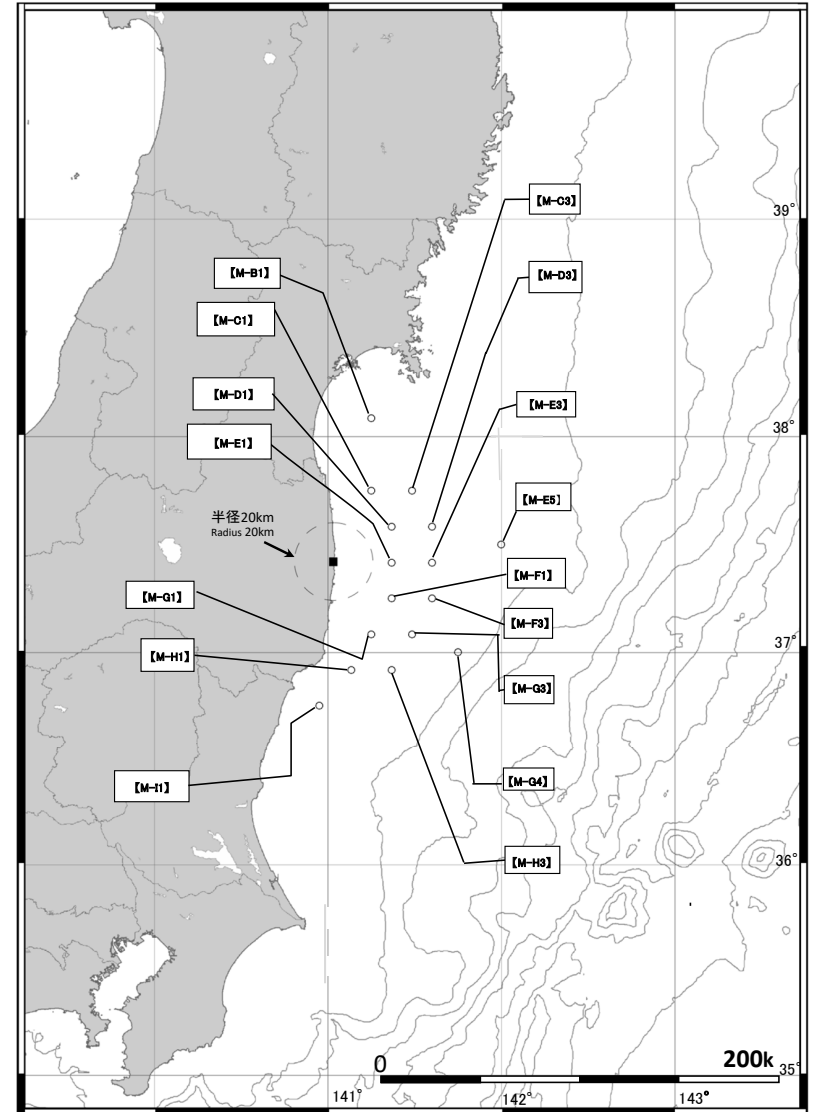 【M-C3】
39°
【M-B1】
【M-D3】
【M-C1】
【M-D1】
【M-E3】
38°
【M-E1】
【M-E5】
半径20km
Radius 20km
【M-F1】
【M-G1】
【M-F3】
37°
【M-H1】
【M-G3】
【M-G4】
【M-I1】
36°
【M-H3】
0
200k
35°
141°
142°
143°